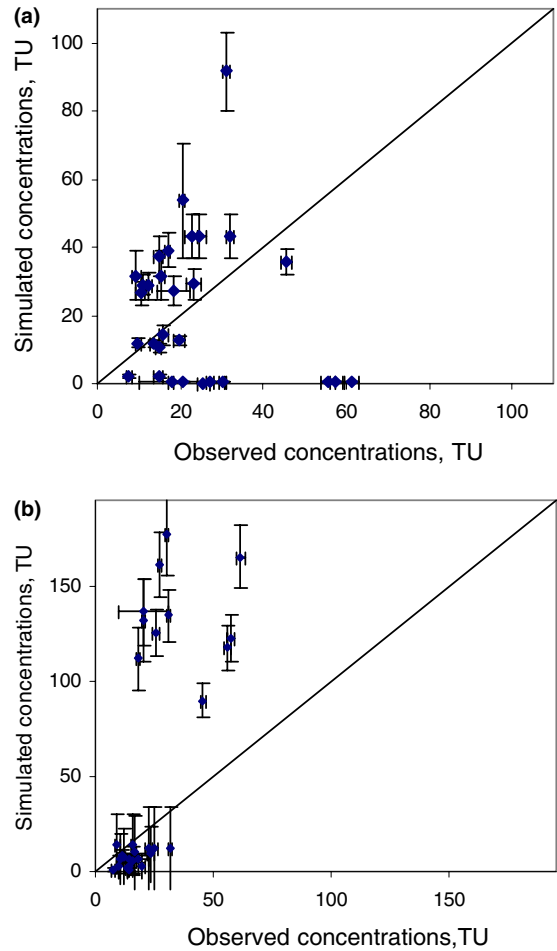 (a)
Simulated concentrations, TU
100
80
60
40
20
0
0 20 40 60 80 100
Observed concentrations, TU
(b)
Simulated concentrations, TU
150
100
50
0
0 50 100 150
Observed concentrations,TU